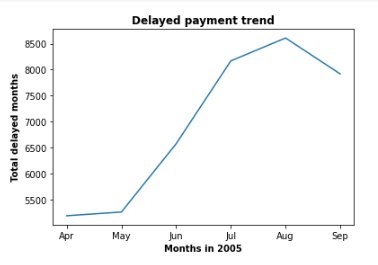 Delayed payment trend
8500
8000
7500
7000
6500
6000
5500
Total delayed months
Apr May Jun Jul Aug Sep
Months in 2005